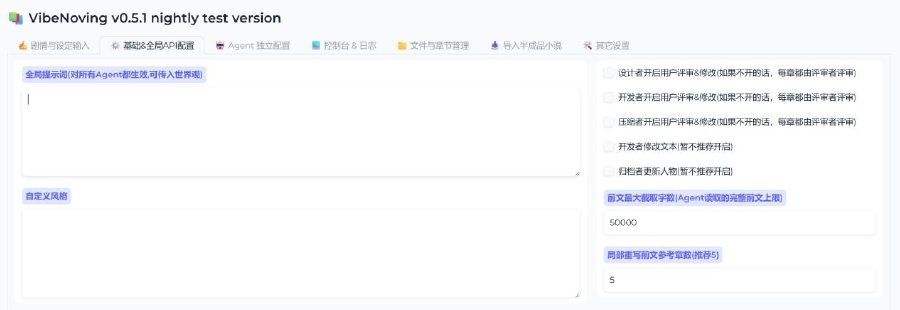 VibeNoving v0.5.1 nightly test version
剧情与设定输入
基础&全局API配置
Agent 独立配置
控制台 & 日志
文件与章节管理
导入半成品小说
其它设置
全局提示词(对所有Agent都生效,可传入世界观)
自定义风格
设计者开启用户评审&修改(如果不开的话，每章都由评审者评审)
开发者开启用户评审&修改(如果不开的话，每章都由评审者评审)
压缩者开启用户评审&修改(如果不开的话，每章都由评审者评审)
开发者修改文本(暂不推荐开启)
归档者更新人物(暂不推荐开启)
前文最大截取字数(Agent读取的完整前文上限)
50000
局部重写前文参考章数(推荐5)
5